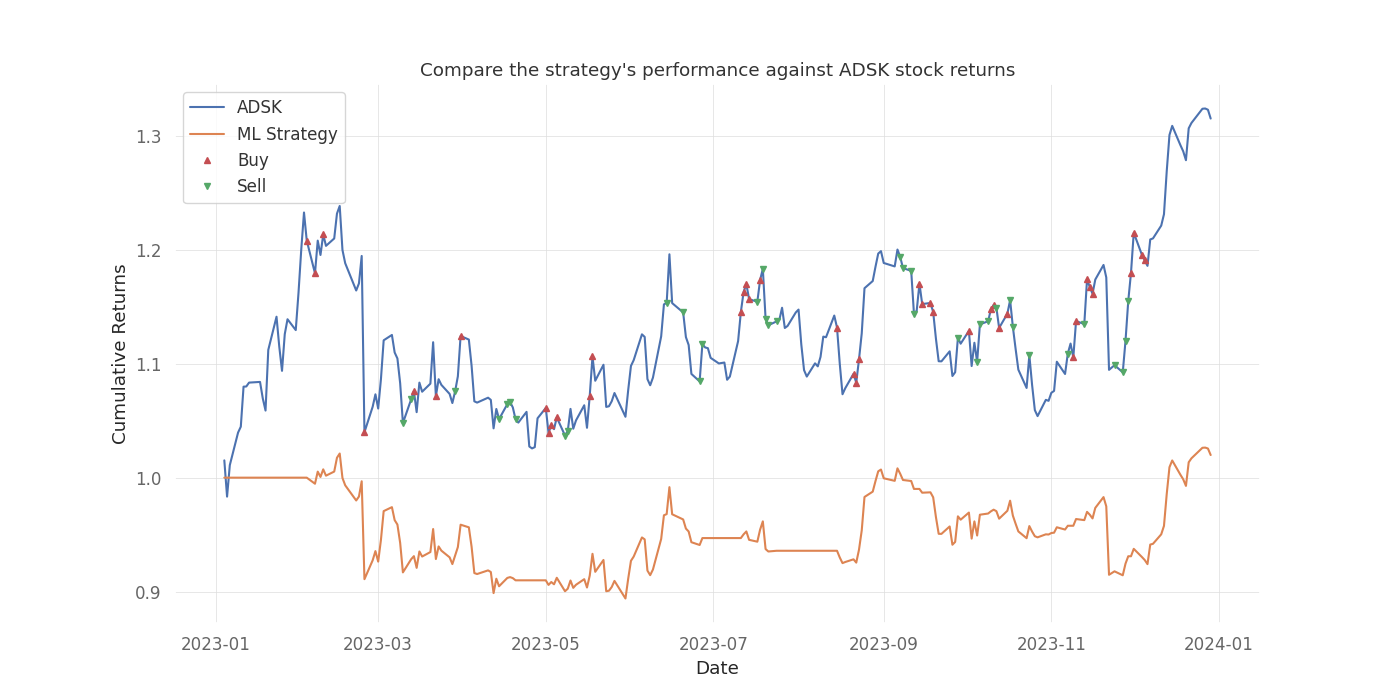 Compare the strategy's performance against ADSK stock returns
ADSK
ML Strategy
Buy
Sell
Cumulative Returns
1.3
1.2
1.1
1.0
0.9
2023-01
2023-03
2023-05
2023-07
2023-09
2023-11
2024-01
Date